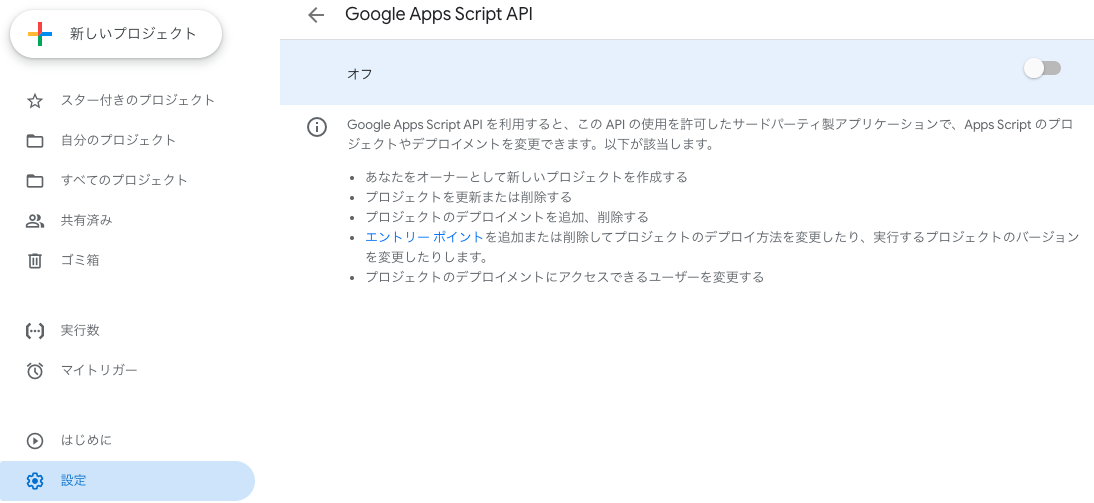 新しいプロジェクト
スター付きのプロジェクト
自分のプロジェクト
すべてのプロジェクト
共有済み
ゴミ箱
実行数
マイトリガー
はじめに
設定
Google Apps Script API
オフ
Google Apps Script API を利用すると、この API の使用を許可したサードパーティ製アプリケーションで、Apps Script のプ
ロジェクトやデプロイメントを変更できます。以下が該当します。
• あなたをオーナーとして新しいプロジェクトを作成する
• プロジェクトを更新または削除する
• プロジェクトのデプロイメントを追加、削除する
• エントリー ポイントを追加または削除してプロジェクトのデプロイ方法を変更したり、実行するプロジェクトのバージョン
を変更したりします。
• プロジェクトのデプロイメントにアクセスできるユーザーを変更する